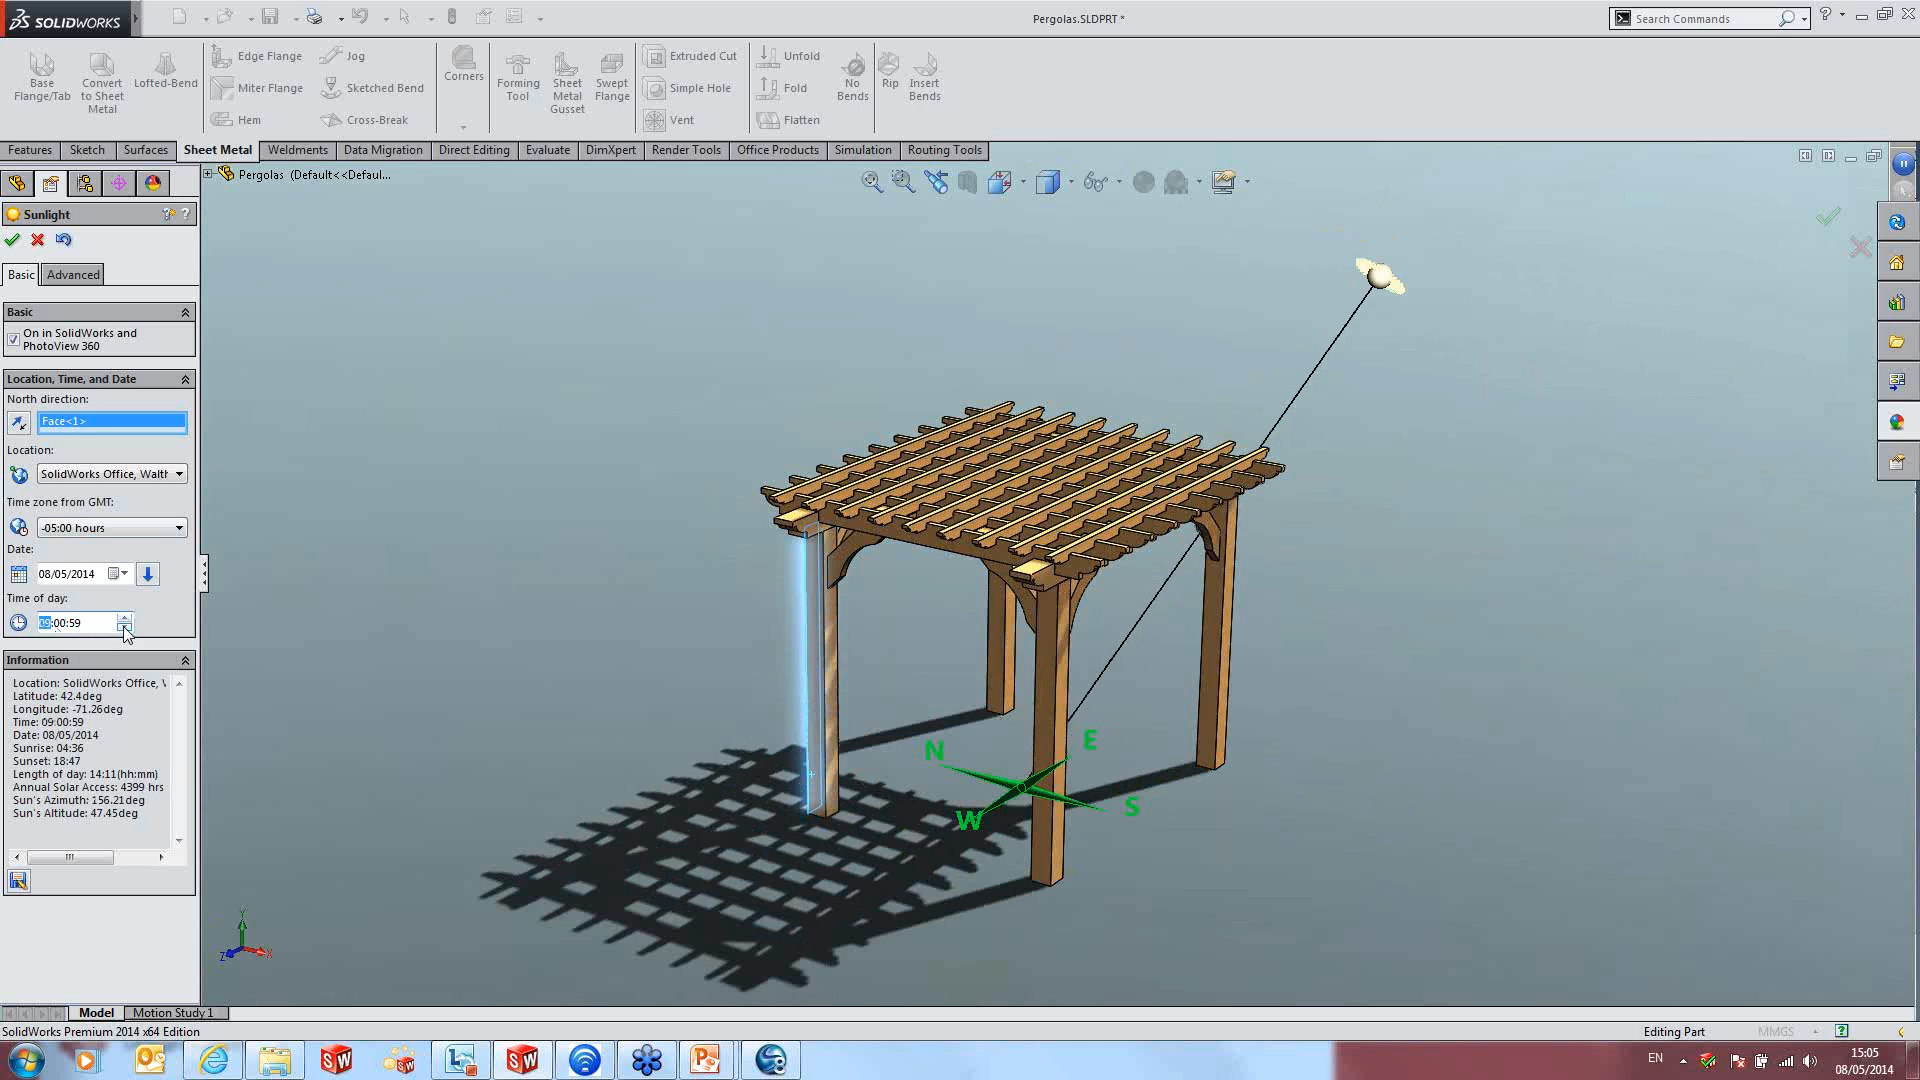 SOLIDWORKS
Pergolas.SLDPRT *
Search Commands
Base Flange/Tab
Convert to Sheet Metal
Lofted-Bend
Edge Flange
Miter Flange
Hem
Jog
Sketched Bend
Cross-Break
Corners
Forming Tool
Sheet Metal Gusset
Swept Flange
Extruded Cut
Simple Hole
Vent
Unfold
Fold
Flatten
No Bends
Rip
Insert Bends
Features Sketch Surfaces Sheet Metal Weldments Data Migration Direct Editing Evaluate DimXpert Render Tools Office Products Simulation Routing Tools
Pergolas (Default<<Defaul...
Sunlight
Basic Advanced
Basic
On in SolidWorks and
PhotoView 360
Location, Time, and Date
North direction:
Face<1>
Location:
SolidWorks Office, Walth
Time zone from GMT:
-05:00 hours
Date:
08/05/2014
Time of day:
09:00:59
Information
Location: SolidWorks Office, V
Latitude: 42.4deg
Longitude: -71.26deg
Time: 09:00:59
Date: 08/05/2014
Sunrise: 04:36
Sunset: 18:47
Length of day: 14:11(hh:mm)
Annual Solar Access: 4399 hrs
Sun's Azimuth: 156.21deg
Sun's Altitude: 47.45deg
N
E
W
S
Y
Z
X
Model Motion Study 1
SolidWorks Premium 2014 x64 Edition
Editing Part
MMGS
EN
15:05
08/05/2014